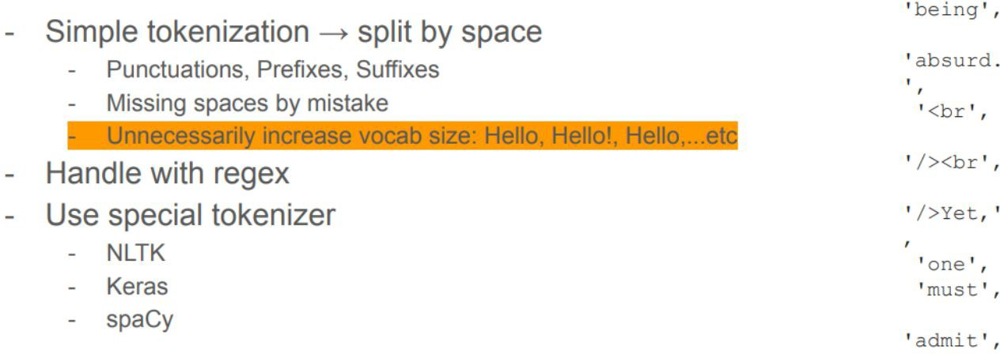 - Simple tokenization → split by space
- Punctuations, Prefixes, Suffixes
- Missing spaces by mistake
- Unnecessarily increase vocab size: Hello, Hello!, Hello,...etc
- Handle with regex
- Use special tokenizer
- NLTK
- Keras
- spaCy
'being',
'absurd.
',
'<br',
'/><br',
'/>Yet,'
,
'one',
'must',
'admit',